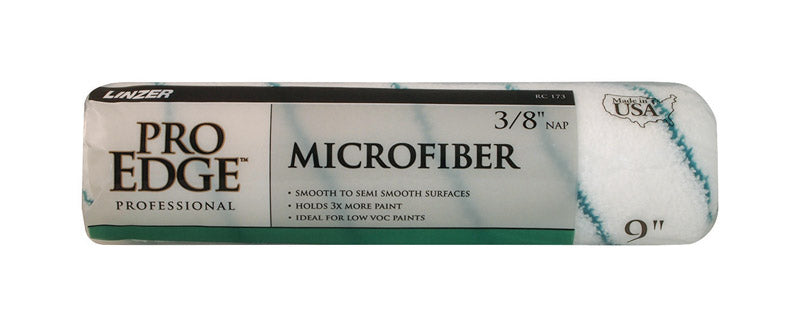 LINZER
RC 173
PRO
EDGE™
PROFESSIONAL
3/8" NAP
MICROFIBER
• SMOOTH TO SEMI SMOOTH SURFACES
• HOLDS 3X MORE PAINT
• IDEAL FOR LOW VOC PAINTS
Made in
USA
9"